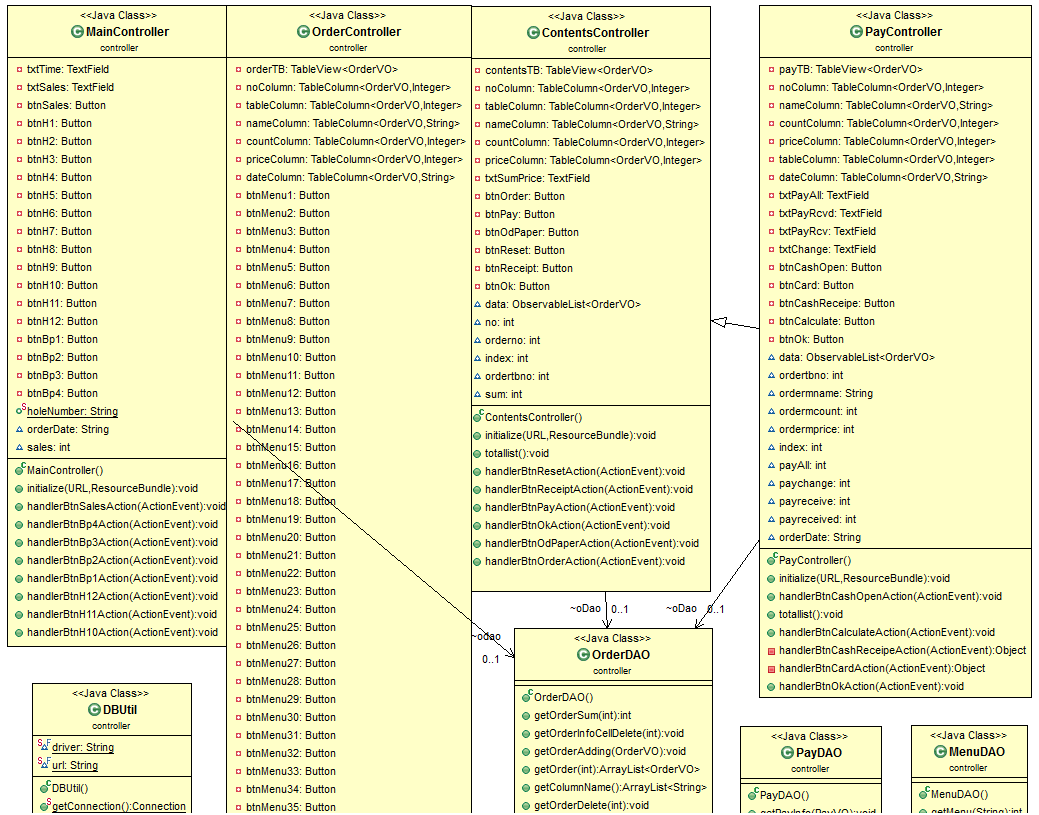 <<Java Class>>
MainController
controller
txtTime: TextField
txtSales: TextField
btnSales: Button
btnH1: Button
btnH2: Button
btnH3: Button
btnH4: Button
btnH5: Button
btnH6: Button
btnH7: Button
btnH8: Button
btnH9: Button
btnH10: Button
btnH11: Button
btnH12: Button
btnBp1: Button
btnBp2: Button
btnBp3: Button
btnBp4: Button
holeNumber: String
orderDate: String
sales: int
MainController()
initialize(URL,ResourceBundle):void
handlerBtnSalesAction(ActionEvent):void
handlerBtnBp4Action(ActionEvent):void
handlerBtnBp3Action(ActionEvent):void
handlerBtnBp2Action(ActionEvent):void
handlerBtnBp1Action(ActionEvent):void
handlerBtnH12Action(ActionEvent):void
handlerBtnH11Action(ActionEvent):void
handlerBtnH10Action(ActionEvent):void
<<Java Class>>
OrderController
controller
orderTB: TableView<OrderVO>
noColumn: TableColumn<OrderVO,Integer>
tableColumn: TableColumn<OrderVO,Integer>
nameColumn: TableColumn<OrderVO,String>
countColumn: TableColumn<OrderVO,Integer>
priceColumn: TableColumn<OrderVO,Integer>
dateColumn: TableColumn<OrderVO,String>
btnMenu1: Button
btnMenu2: Button
btnMenu3: Button
btnMenu4: Button
btnMenu5: Button
btnMenu6: Button
btnMenu7: Button
btnMenu8: Button
btnMenu9: Button
btnMenu10: Button
btnMenu11: Button
btnMenu12: Button
btnMenu13: Button
btnMenu14: Button
btnMenu15: Button
btnMenu16: Button
btnMenu17: Button
btnMenu18: Button
btnMenu19: Button
btnMenu20: Button
btnMenu21: Button
btnMenu22: Button
btnMenu23: Button
btnMenu24: Button
btnMenu25: Button
btnMenu26: Button
btnMenu27: Button
btnMenu28: Button
btnMenu29: Button
btnMenu30: Button
btnMenu31: Button
btnMenu32: Button
btnMenu33: Button
btnMenu34: Button
btnMenu35: Button
<<Java Class>>
ContentsController
controller
contentsTB: TableView<OrderVO>
noColumn: TableColumn<OrderVO,Integer>
tableColumn: TableColumn<OrderVO,Integer>
nameColumn: TableColumn<OrderVO,String>
countColumn: TableColumn<OrderVO,Integer>
priceColumn: TableColumn<OrderVO,Integer>
txtSumPrice: TextField
btnOrder: Button
btnPay: Button
btnOdPaper: Button
btnReset: Button
btnReceipt: Button
btnOk: Button
data: ObservableList<OrderVO>
no: int
orderno: int
index: int
ordertbno: int
sum: int
ContentsController()
initialize(URL,ResourceBundle):void
totallist():void
handlerBtnResetAction(ActionEvent):void
handlerBtnReceiptAction(ActionEvent):void
handlerBtnPayAction(ActionEvent):void
handlerBtnOkAction(ActionEvent):void
handlerBtnOdPaperAction(ActionEvent):void
handlerBtnOrderAction(ActionEvent):void
<<Java Class>>
PayController
controller
payTB: TableView<OrderVO>
noColumn: TableColumn<OrderVO,Integer>
nameColumn: TableColumn<OrderVO,String>
countColumn: TableColumn<OrderVO,Integer>
priceColumn: TableColumn<OrderVO,Integer>
tableColumn: TableColumn<OrderVO,Integer>
dateColumn: TableColumn<OrderVO,String>
txtPayAll: TextField
txtPayRcvd: TextField
txtPayRcv: TextField
txtChange: TextField
btnCashOpen: Button
btnCard: Button
btnCashReceipe: Button
btnCalculate: Button
btnOk: Button
data: ObservableList<OrderVO>
ordertbno: int
ordermname: String
ordermcount: int
ordermprice: int
index: int
payAll: int
paychange: int
payreceive: int
payreceived: int
orderDate: String
PayController()
initialize(URL,ResourceBundle):void
handlerBtnCashOpenAction(ActionEvent):void
totallist():void
handlerBtnCalculateAction(ActionEvent):void
handlerBtnCashReceipeAction(ActionEvent):Object
handlerBtnCardAction(ActionEvent):Object
handlerBtnOkAction(ActionEvent):void
~oDao 0..1
~oDao 0..1
~odao
0..1
<<Java Class>>
DBUtil
controller
driver: String
url: String
DBUtil()
getConnection():Connection
<<Java Class>>
OrderDAO
controller
OrderDAO()
getOrderSum(int):int
getOrderInfoCellDelete(int):void
getOrderAdding(OrderVO):void
getOrder(int):ArrayList<OrderVO>
getColumnName():ArrayList<String>
getOrderDelete(int):void
<<Java Class>>
PayDAO
controller
PayDAO()
getPayInfo(PayVO):void
<<Java Class>>
MenuDAO
controller
MenuDAO()
getMenu(String):int